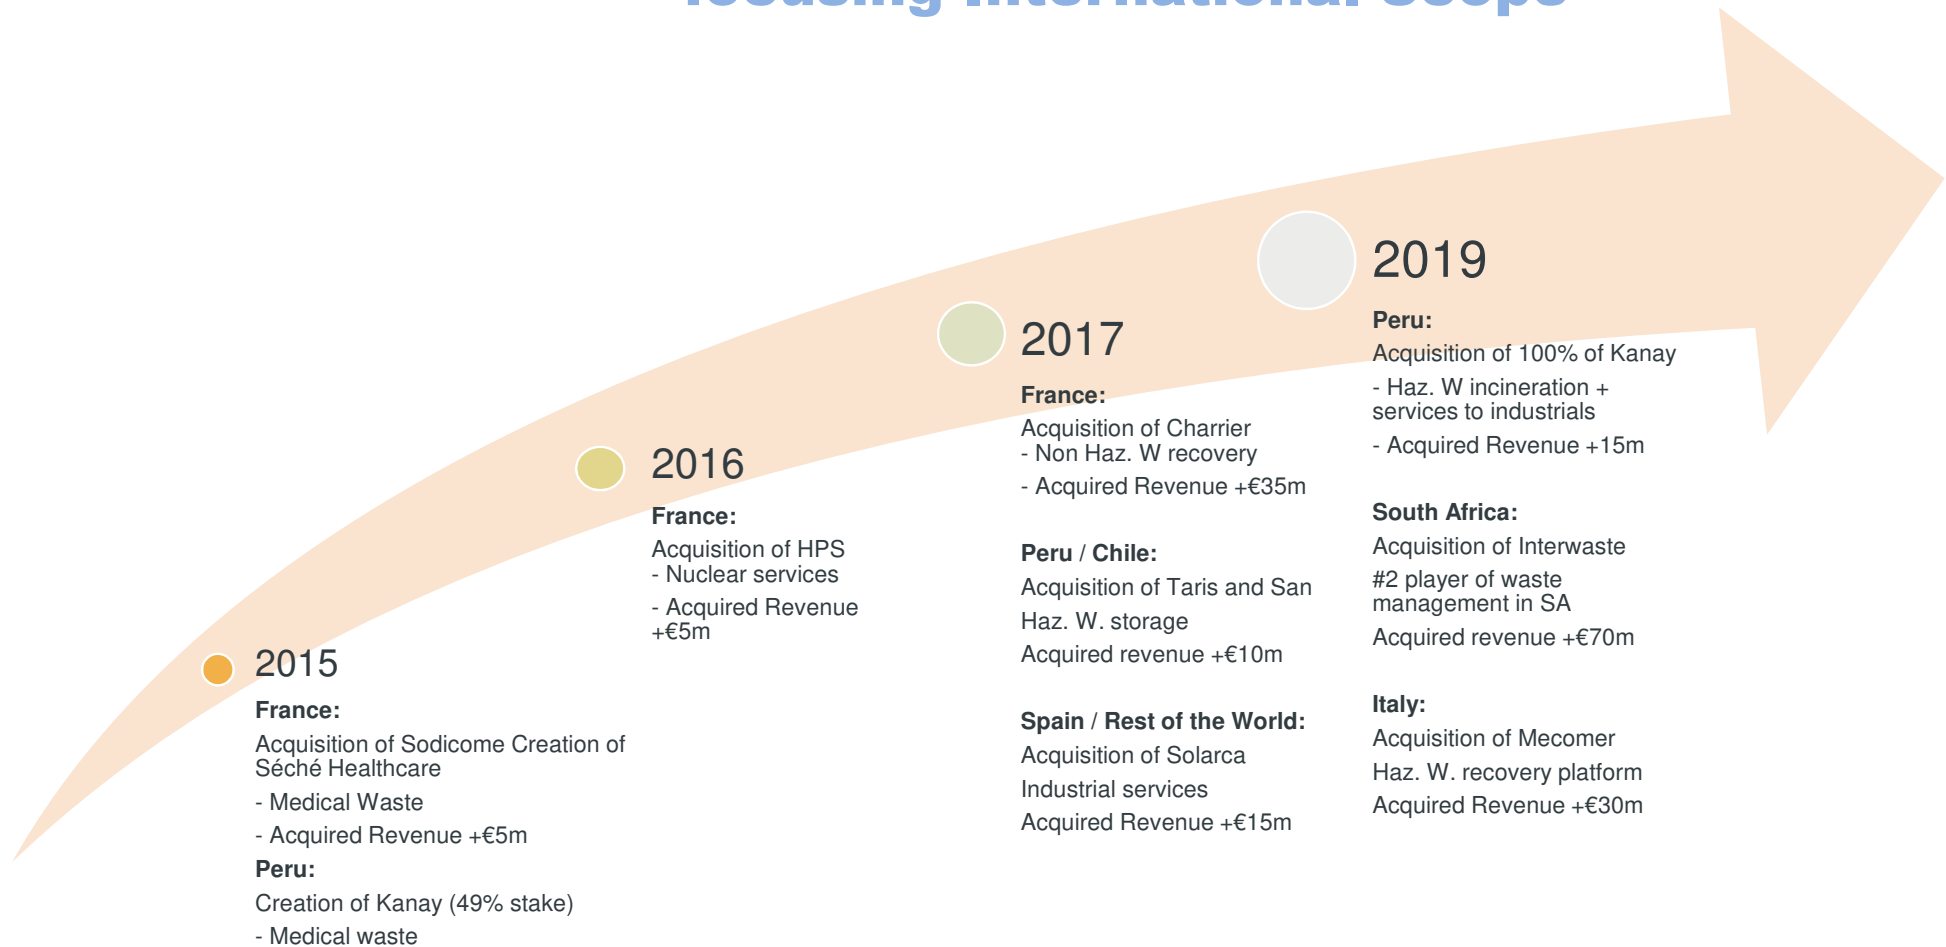 focusing international scope
2015
France:
Acquisition of Sodicome Creation of
Séché Healthcare
- Medical Waste
- Acquired Revenue +€5m
Peru:
Creation of Kanay (49% stake)
- Medical waste
2016
France:
Acquisition of HPS
- Nuclear services
- Acquired Revenue
+€5m
2017
France:
Acquisition of Charrier
- Non Haz. W recovery
- Acquired Revenue +€35m
Peru / Chile:
Acquisition of Taris and San
Haz. W. storage
Acquired revenue +€10m
Spain / Rest of the World:
Acquisition of Solarca
Industrial services
Acquired Revenue +€15m
2019
Peru:
Acquisition of 100% of Kanay
- Haz. W incineration +
services to industrials
- Acquired Revenue +15m
South Africa:
Acquisition of Interwaste
#2 player of waste
management in SA
Acquired revenue +€70m
Italy:
Acquisition of Mecomer
Haz. W. recovery platform
Acquired Revenue +€30m